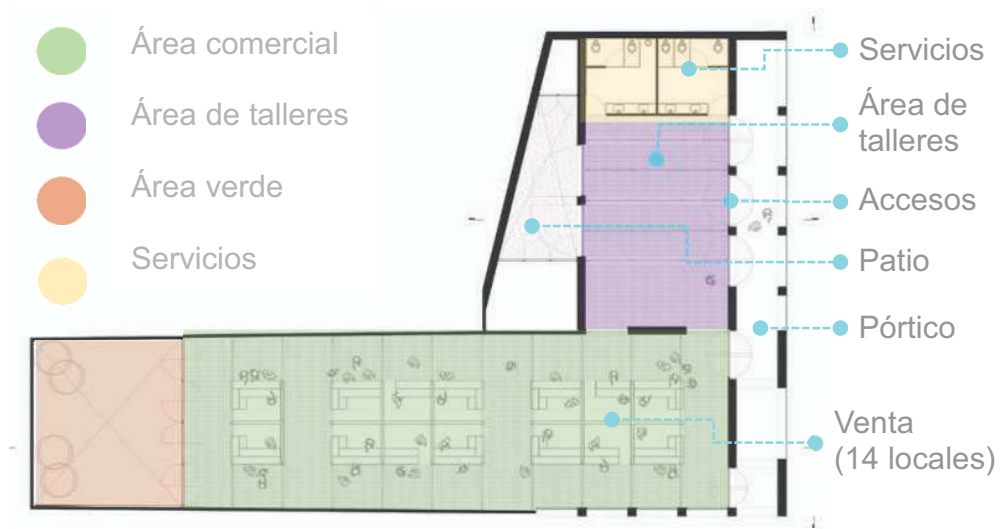 Área comercial
Área de talleres
Área verde
Servicios
Servicios
Área de
talleres
Accesos
Patio
Pórtico
Venta
(14 locales)